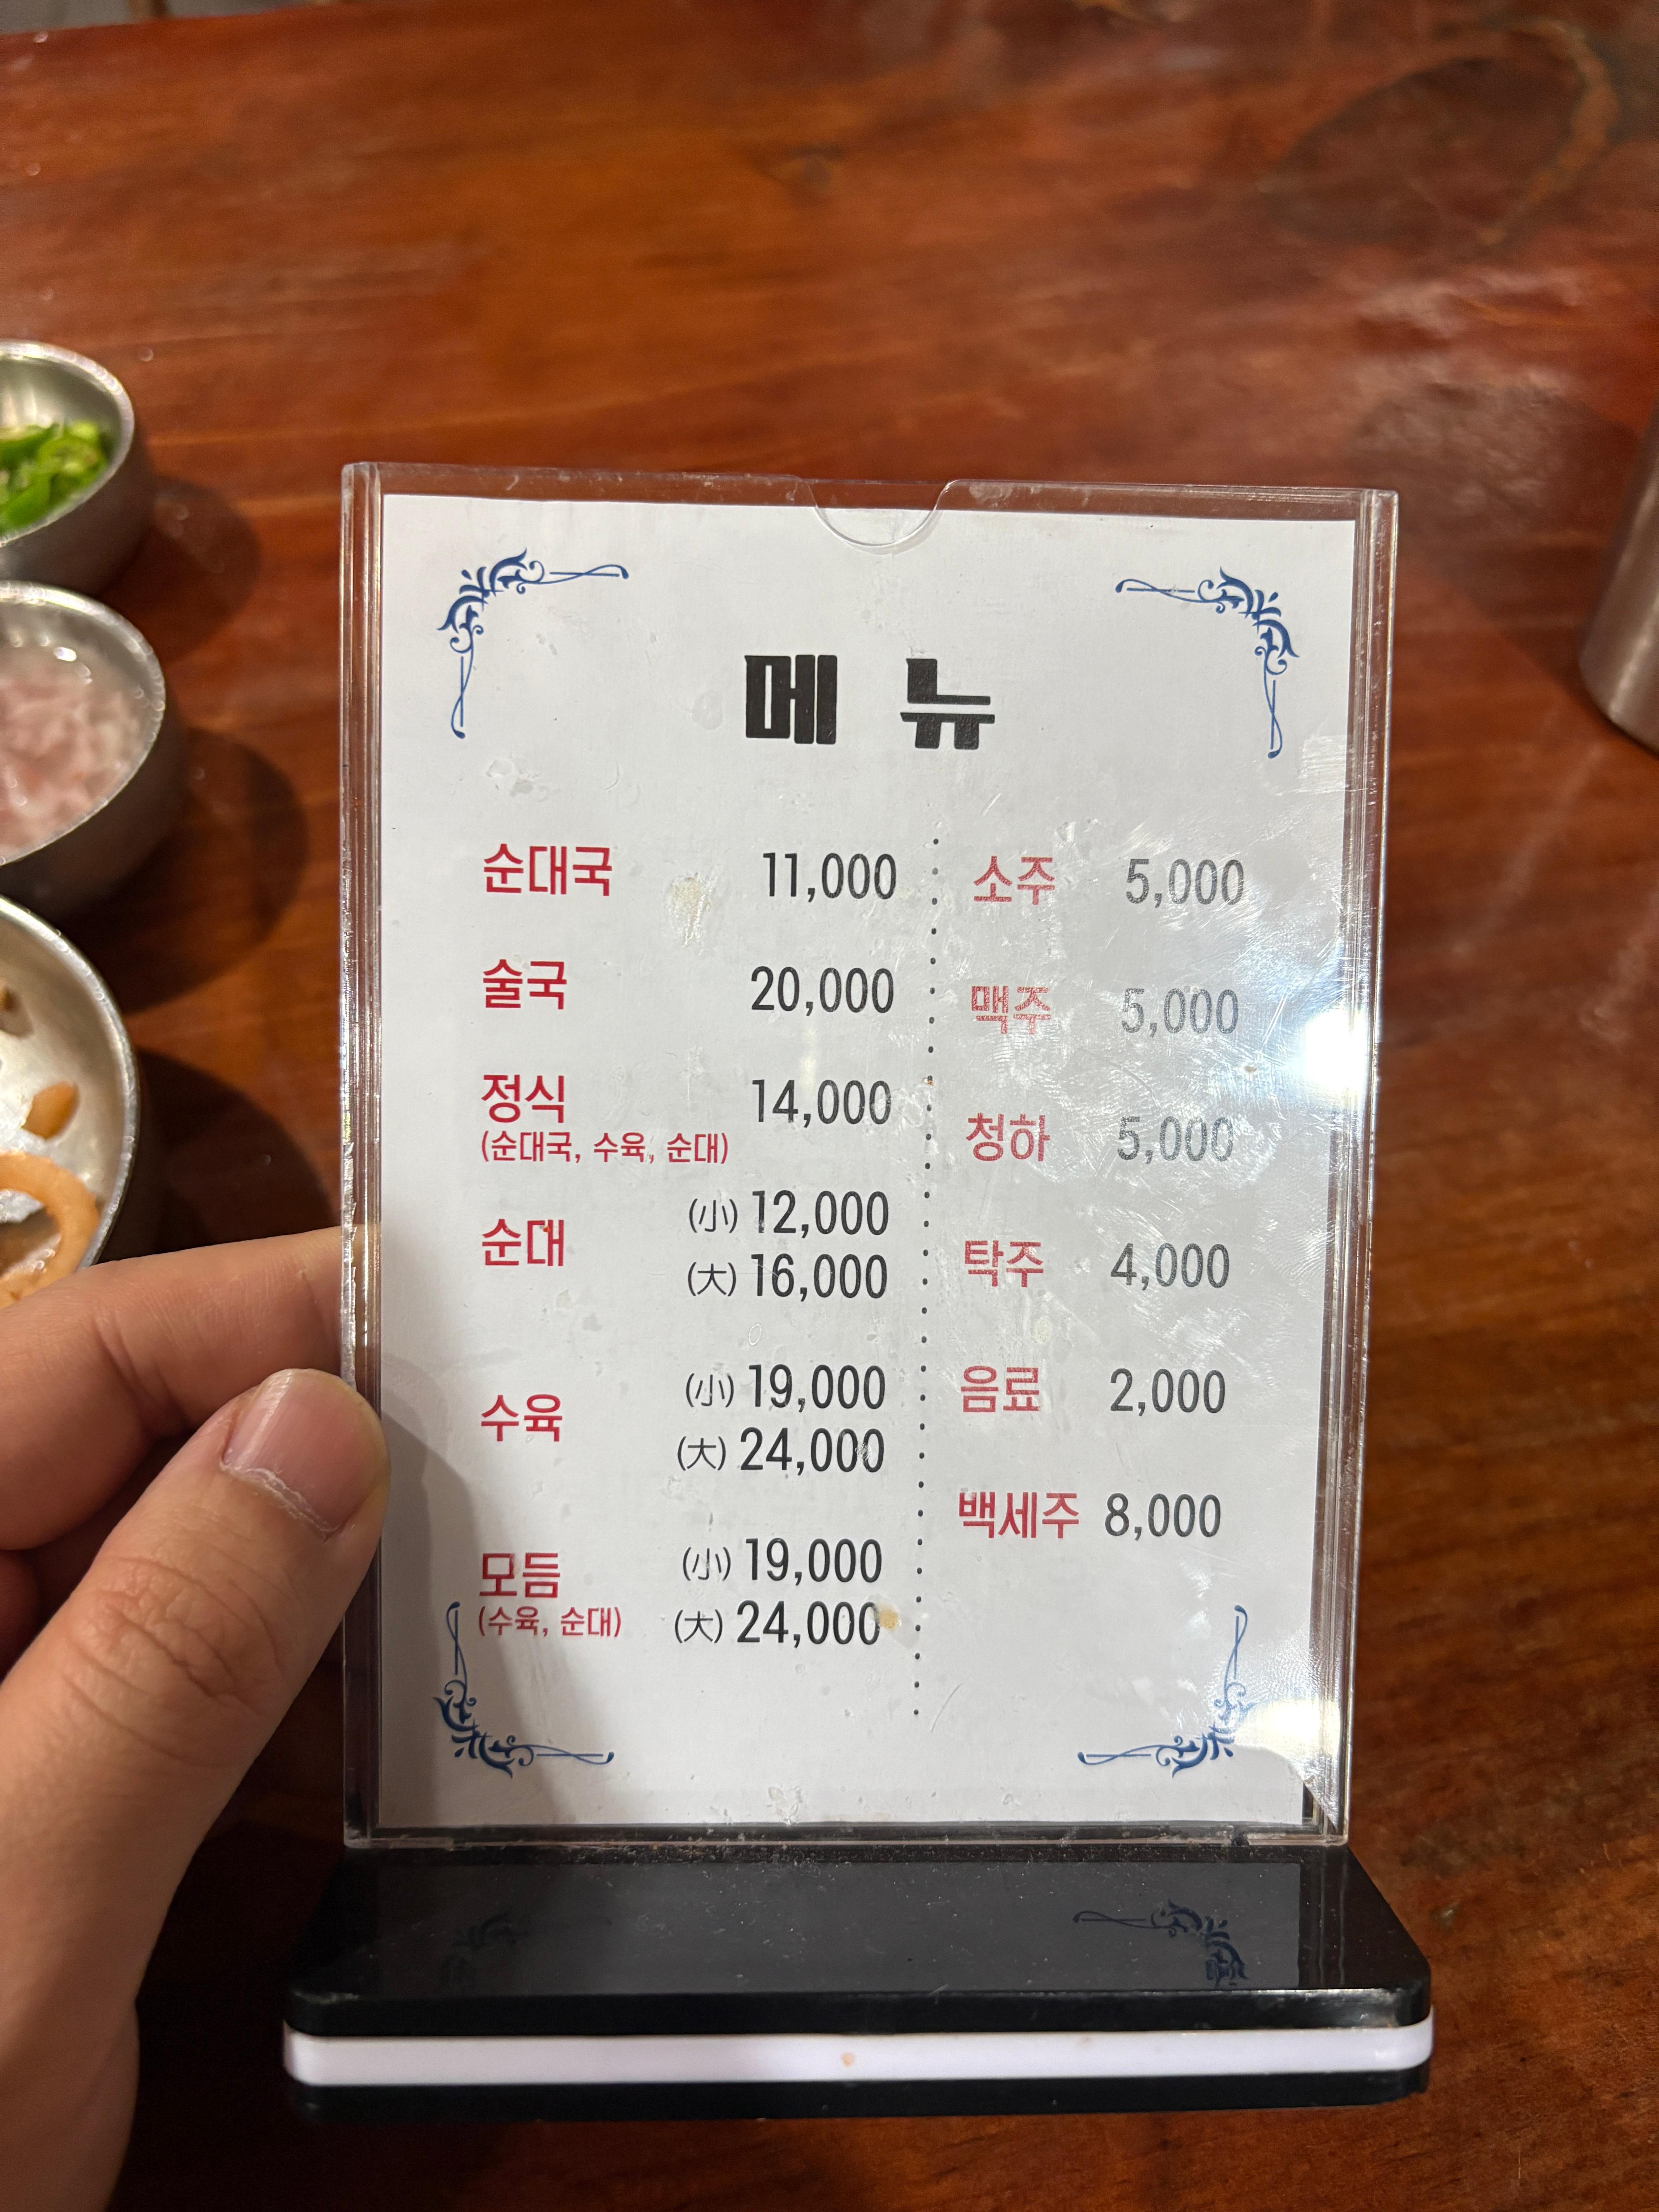 메뉴
순대국 11,000
술국 20,000
정식 14,000
(순대국, 수육, 순대)
순대 (小) 12,000
(大) 16,000
수육 (小) 19,000
(大) 24,000
모듬 (小) 19,000
(수육, 순대) (大) 24,000
소주 5,000
맥주 5,000
청하 5,000
탁주 4,000
음료 2,000
백세주 8,000